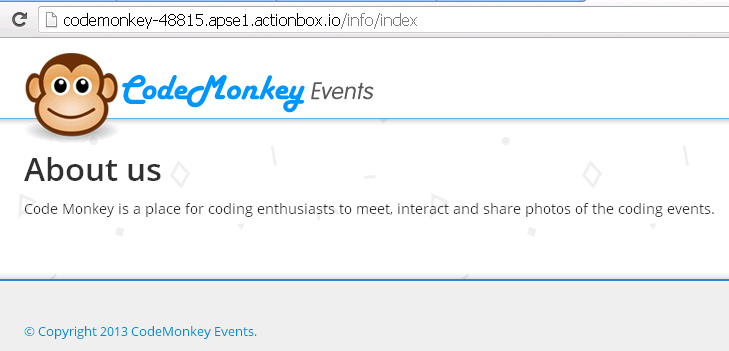 codemonkey-48815.apse1.actionbox.io/info/index
CodeMonkey Events
About us
Code Monkey is a place for coding enthusiasts to meet, interact and share photos of the coding events.
© Copyright 2013 CodeMonkey Events.